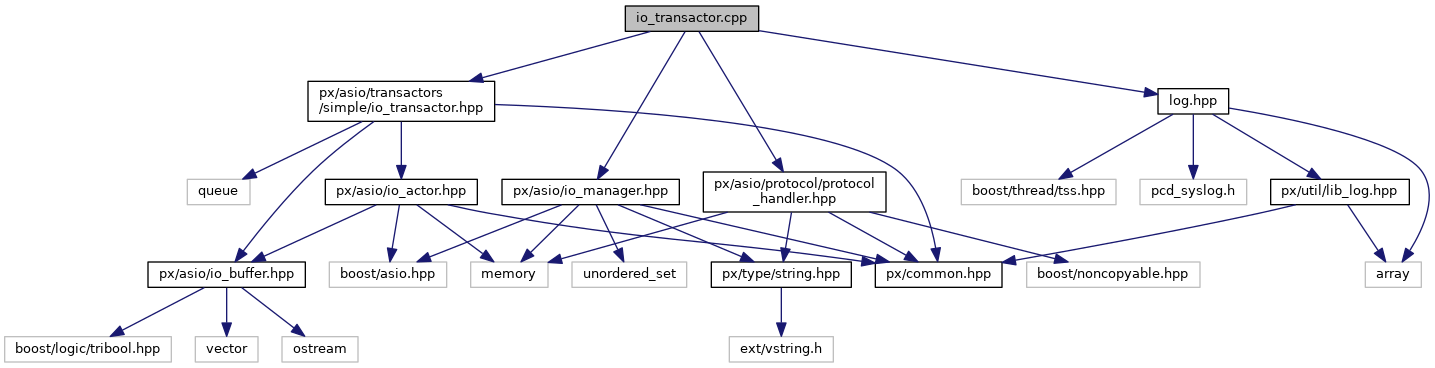 io_transactor.cpp
px/asio/transactors
/simple/io_transactor.hpp
log.hpp
queue
px/asio/io_actor.hpp
px/asio/io_manager.hpp
px/asio/protocol/protocol
_handler.hpp
boost/thread/tss.hpp
pcd_syslog.h
px/util/lib_log.hpp
px/asio/io_buffer.hpp
boost/asio.hpp
memory
unordered_set
px/type/string.hpp
px/common.hpp
boost/noncopyable.hpp
array
boost/logic/tribool.hpp
vector
ostream
ext/vstring.h